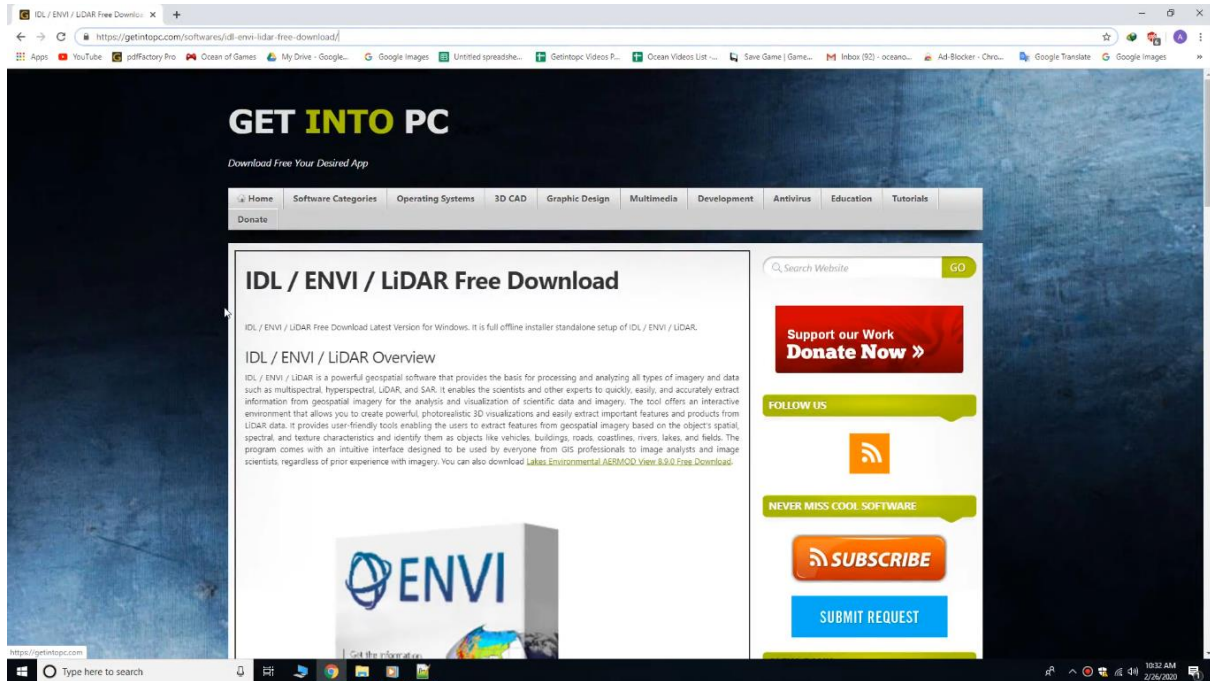 IDL / ENVI / LiDAR Free Downloa
https://getintopc.com/softwares/idl-envi-lidar-free-download/
Apps YouTube pdfFactory Pro Ocean of Games My Drive - Google... Google Images Untitled spreadshe... Getintopc Videos P... Ocean Videos List -... Save Game | Game... Inbox (92) - oceano... Ad-Blocker - Chro... Google Translate Google Images »
GET INTO PC
Download Free Your Desired App
Home Software Categories Operating Systems 3D CAD Graphic Design Multimedia Development Antivirus Education Tutorials
Donate
IDL / ENVI / LiDAR Free Download
IDL / ENVI / LiDAR Free Download Latest Version for Windows. It is full offline installer standalone setup of IDL / ENVI / LiDAR.
IDL / ENVI / LiDAR Overview
IDL / ENVI / LiDAR is a powerful geospatial software that provides the basis for processing and analyzing all types of imagery and data
such as multispectral, hyperspectral, LiDAR, and SAR. It enables the scientists and other experts to quickly, easily, and accurately extract
information from geospatial imagery for the analysis and visualization of scientific data and imagery. The tool offers an interactive
environment that allows you to create powerful, photorealistic 3D visualizations and easily extract important features and products from
LiDAR data. It provides user-friendly tools enabling the users to extract features from geospatial imagery based on the object's spatial,
spectral, and texture characteristics and identify them as objects like vehicles, buildings, roads, coastlines, rivers, lakes, and fields. The
program comes with an intuitive interface designed to be used by everyone from GIS professionals to image analysts and image
scientists, regardless of prior experience with imagery. You can also download Lakes Environmental AERMOD View 8.9.0 Free Download.
ENVI
Get the information
Search Website GO
Support our Work
Donate Now »
FOLLOW US
NEVER MISS COOL SOFTWARE
SUBSCRIBE
SUBMIT REQUEST
https://getintopc.com
Type here to search
10:32 AM
2/26/2020